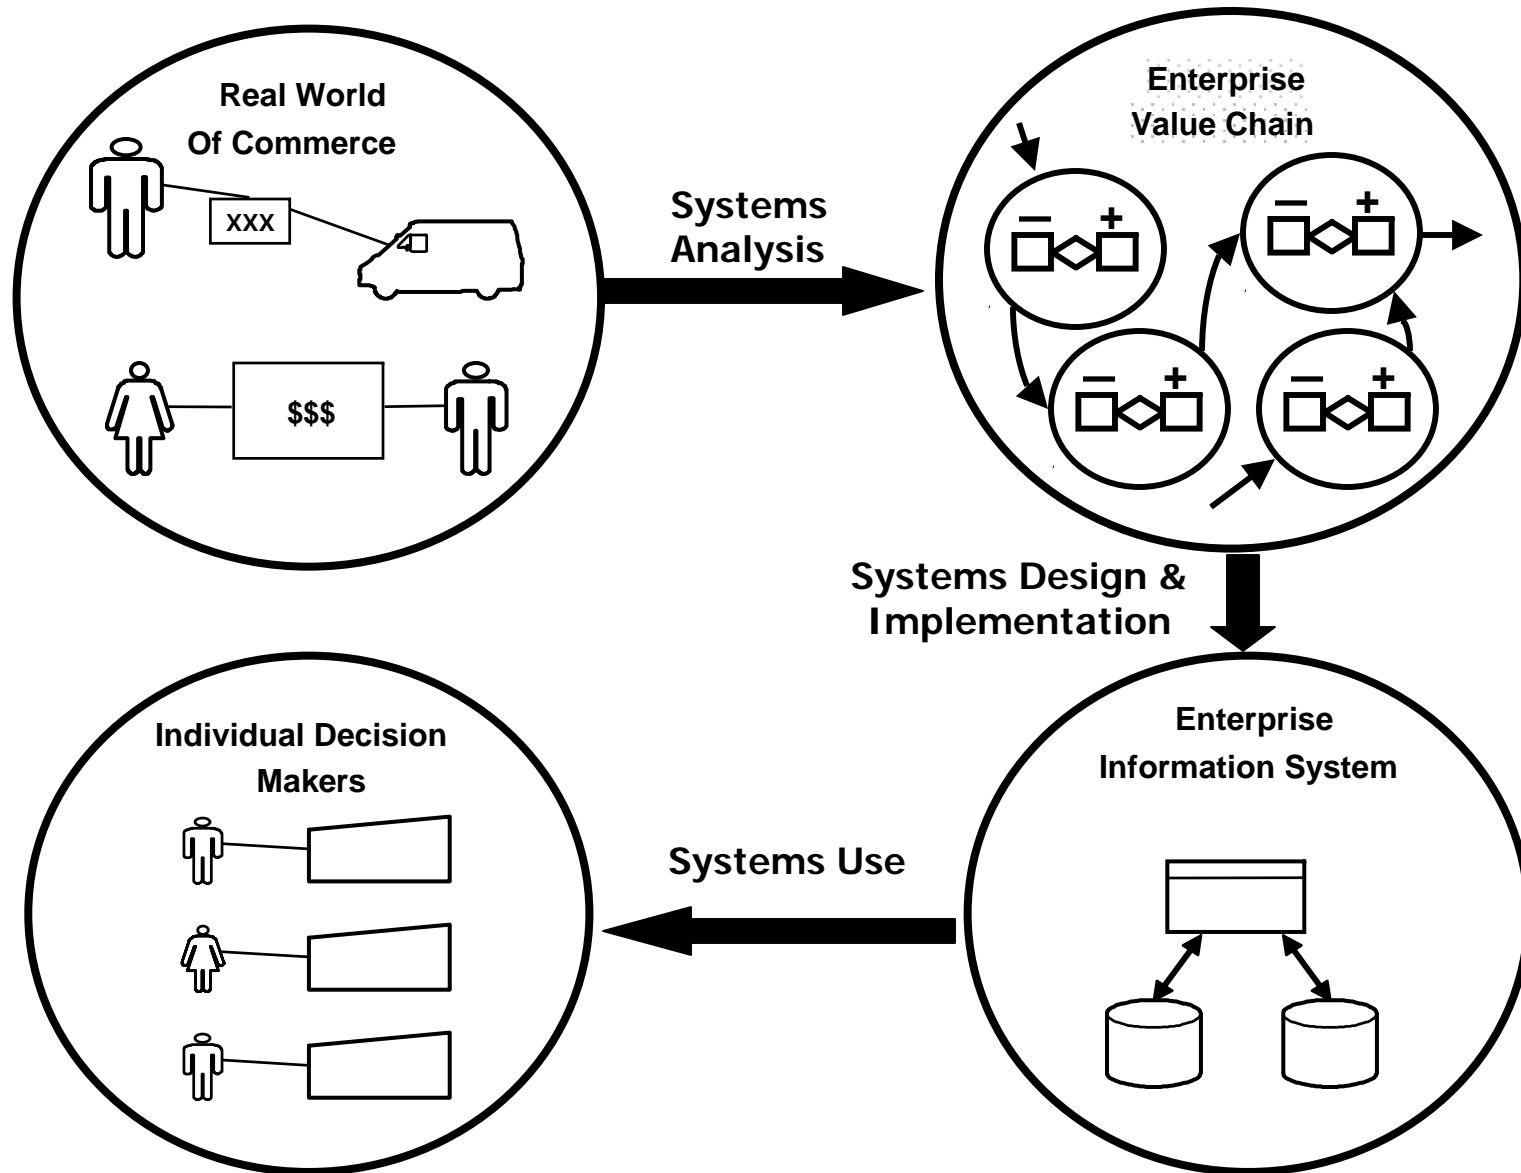 Real World
Of Commerce
XXX
$$$
Systems
Analysis
Enterprise
Value Chain
– +
– +
– +
– +
Systems Design &
Implementation
Enterprise
Information System
Systems Use
Individual Decision
Makers